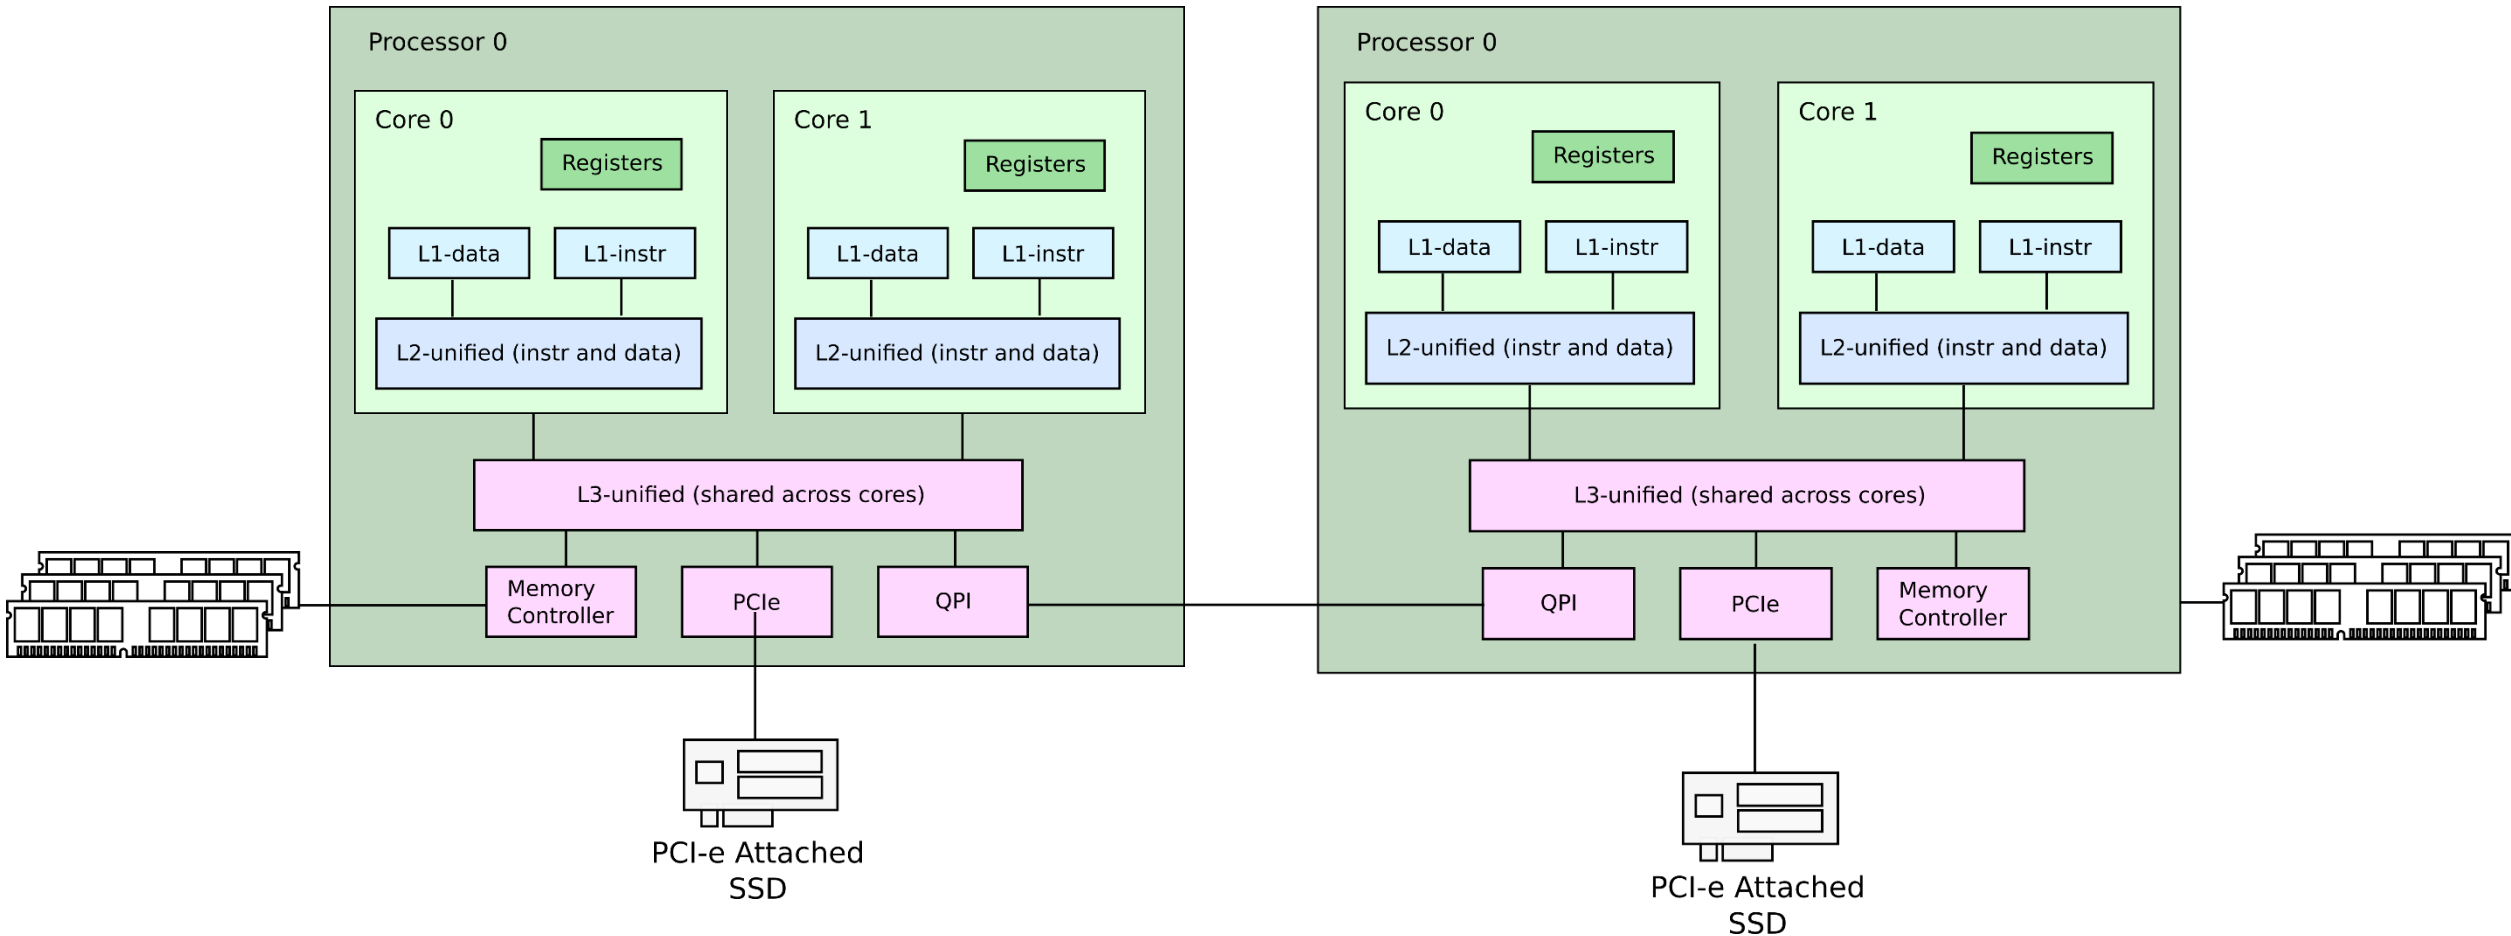 Processor 0
Core 0
Registers
L1-data
L1-instr
L2-unified (instr and data)
Core 1
Registers
L1-data
L1-instr
L2-unified (instr and data)
L3-unified (shared across cores)
Memory
Controller
PCIe
QPI
PCI-e Attached
SSD
Processor 0
Core 0
Registers
L1-data
L1-instr
L2-unified (instr and data)
Core 1
Registers
L1-data
L1-instr
L2-unified (instr and data)
L3-unified (shared across cores)
QPI
PCIe
Memory
Controller
PCI-e Attached
SSD